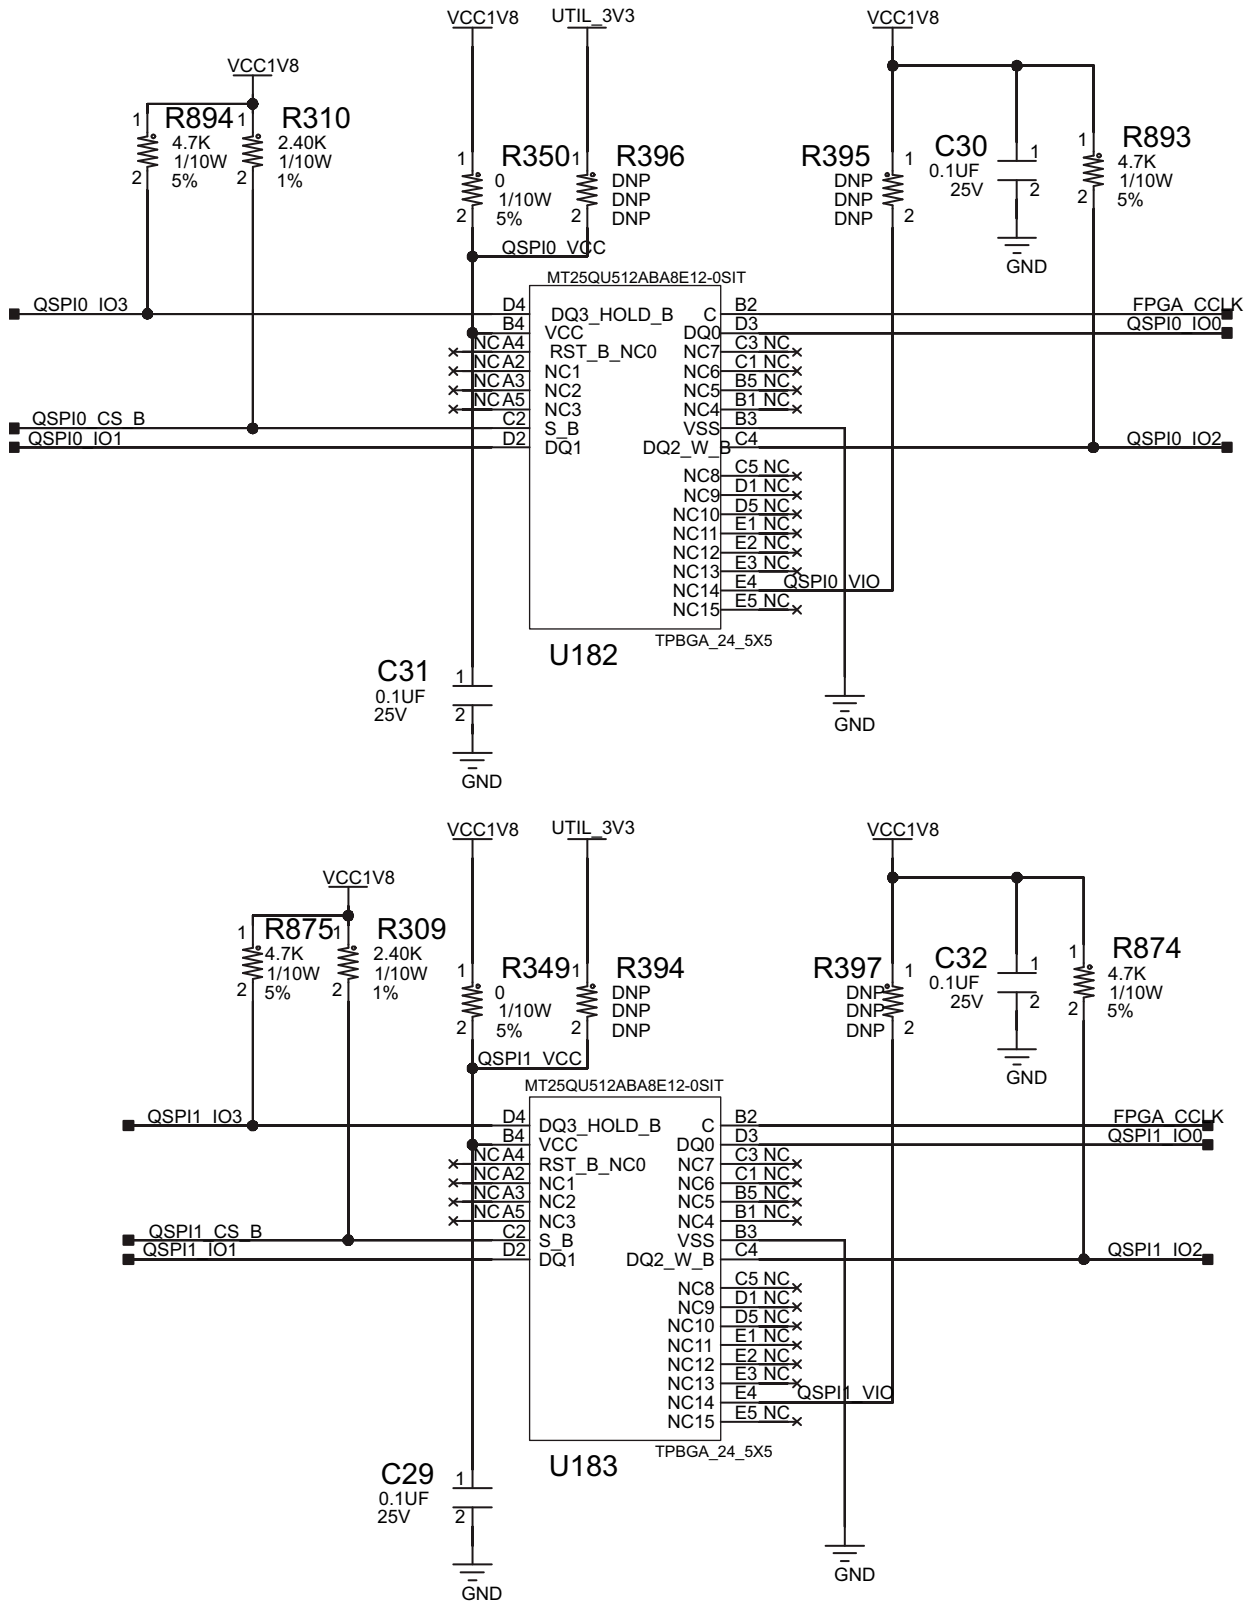 VCC1V8
UTIL_3V3
VCC1V8
VCC1V8
1
R894
4.7K
1/10W
5%
2
1
R310
2.40K
1/10W
1%
2
1
R350
0
1/10W
5%
2
1
R396
DNP
DNP
DNP
2
R395
DNP
DNP
DNP
1
2
C30
0.1UF
25V
1
2
GND
1
R893
4.7K
1/10W
5%
2
QSPI0_VCC
MT25QU512ABA8E12-0SIT
QSPI0_IO3
D4
DQ3_HOLD_B
C
B2
FPGA_CCLK
B4
VCC
DQ0
D3
QSPI0_IO0
NC A4
RST_B_NC0
NC7
C3 NC
NC A2
NC1
NC6
C1 NC
NC A3
NC2
NC5
B5 NC
NC A5
NC3
NC4
B1 NC
QSPI0_CS_B
C2
S_B
VSS
B3
QSPI0_IO1
D2
DQ1
DQ2_W_B
C4
QSPI0_IO2
NC8
C5 NC
NC9
D1 NC
NC10
D5 NC
NC11
E1 NC
NC12
E2 NC
NC13
E3 NC
NC14
E4
QSPI0_VIO
NC15
E5 NC
U182
TPBGA_24_5X5
C31
0.1UF
25V
1
2
GND
GND
VCC1V8
UTIL_3V3
VCC1V8
VCC1V8
1
R875
4.7K
1/10W
5%
2
1
R309
2.40K
1/10W
1%
2
1
R349
0
1/10W
5%
2
1
R394
DNP
DNP
DNP
2
R397
DNP
DNP
DNP
1
2
C32
0.1UF
25V
1
2
GND
1
R874
4.7K
1/10W
5%
2
QSPI1_VCC
MT25QU512ABA8E12-0SIT
QSPI1_IO3
D4
DQ3_HOLD_B
C
B2
FPGA_CCLK
B4
VCC
DQ0
D3
QSPI1_IO0
NC A4
RST_B_NC0
NC7
C3 NC
NC A2
NC1
NC6
C1 NC
NC A3
NC2
NC5
B5 NC
NC A5
NC3
NC4
B1 NC
QSPI1_CS_B
C2
S_B
VSS
B3
QSPI1_IO1
D2
DQ1
DQ2_W_B
C4
QSPI1_IO2
NC8
C5 NC
NC9
D1 NC
NC10
D5 NC
NC11
E1 NC
NC12
E2 NC
NC13
E3 NC
NC14
E4
QSPI1_VIO
NC15
E5 NC
U183
TPBGA_24_5X5
C29
0.1UF
25V
1
2
GND
GND